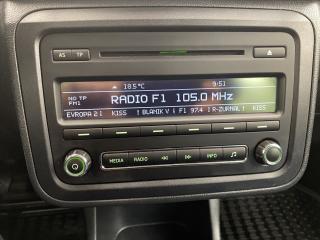 AS TP
18.5°C 9:51
NO TP
FM1
RADIO F1 105.0 MHz
EVROPA 2 KISS BLANIK V F1 97.4 R-ZURNAL KISS
MEDIA RADIO INFO